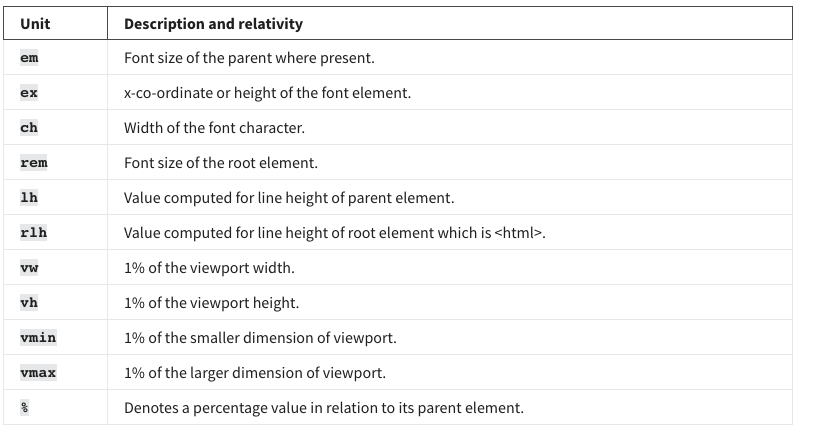 Unit Description and relativity
em Font size of the parent where present.
ex x-co-ordinate or height of the font element.
ch Width of the font character.
rem Font size of the root element.
lh Value computed for line height of parent element.
rlh Value computed for line height of root element which is <html>.
vw 1% of the viewport width.
vh 1% of the viewport height.
vmin 1% of the smaller dimension of viewport.
vmax 1% of the larger dimension of viewport.
% Denotes a percentage value in relation to its parent element.